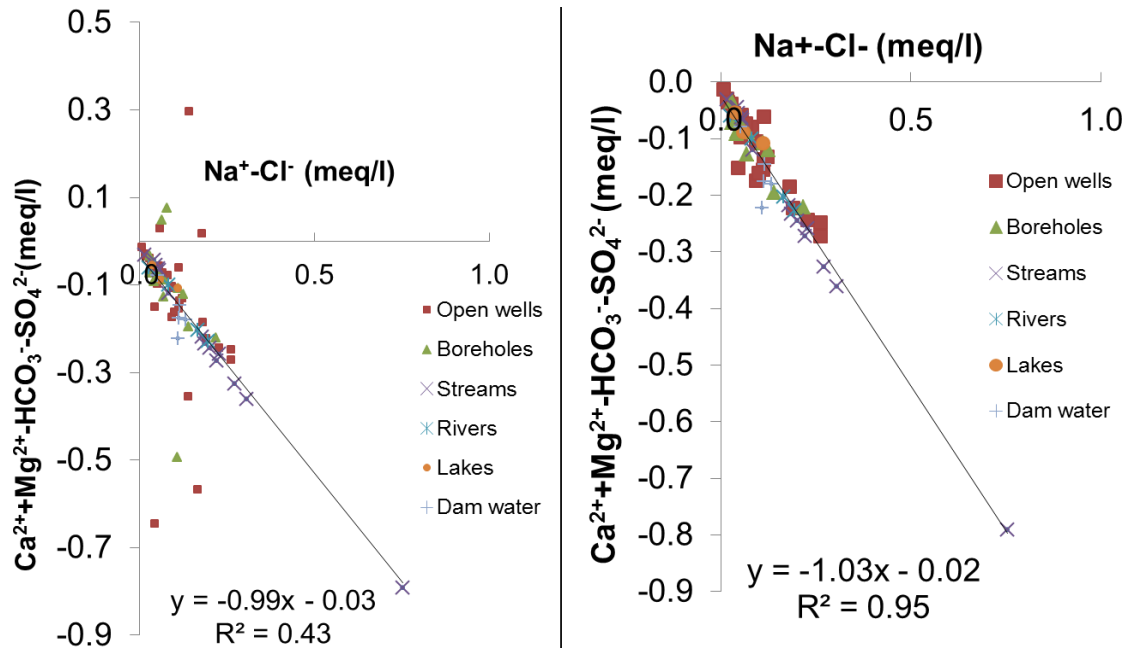 0.5
0.3
0.1
-0.1
-0.3
-0.5
-0.7
-0.9
Ca²⁺+Mg²⁺-HCO₃⁻-SO₄²⁻(meq/l)
Na⁺-Cl⁻ (meq/l)
0.0 0.5 1.0
Open wells
Boreholes
Streams
Rivers
Lakes
Dam water
y = -0.99x - 0.03
R² = 0.43
Na+-Cl- (meq/l)
0.0 0.5 1.0
0.0
-0.1
-0.2
-0.3
-0.4
-0.5
-0.6
-0.7
-0.8
-0.9
Ca²⁺+Mg²⁺-HCO₃⁻-SO₄²⁻ (meq/l)
Open wells
Boreholes
Streams
Rivers
Lakes
Dam water
y = -1.03x - 0.02
R² = 0.95